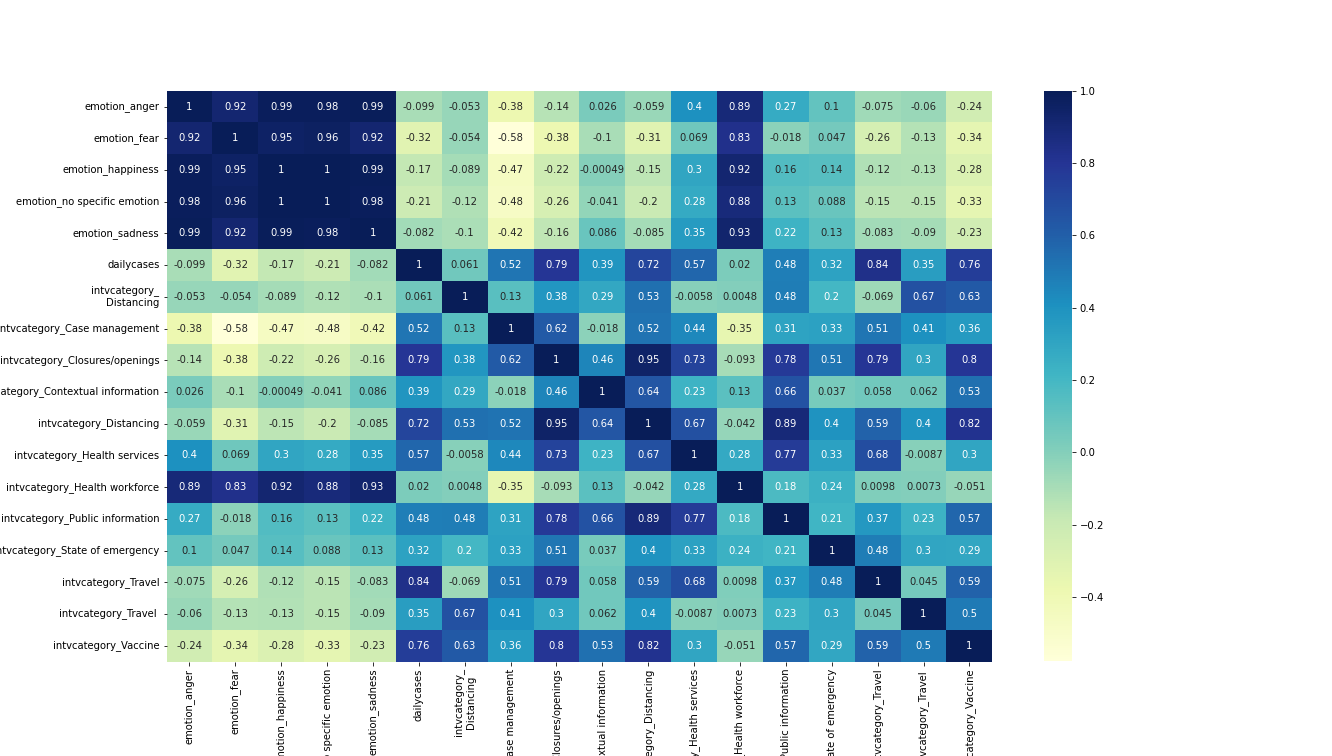 emotion_anger 1 0.92 0.99 0.98 0.99 -0.099 -0.053 -0.38 -0.14 0.026 -0.059 0.4 0.89 0.27 0.1 -0.075 -0.06 -0.24
emotion_fear 0.92 1 0.95 0.96 0.92 -0.32 -0.054 -0.58 -0.38 -0.1 -0.31 0.069 0.83 -0.018 0.047 -0.26 -0.13 -0.34
emotion_happiness 0.99 0.95 1 1 0.99 -0.17 -0.089 -0.47 -0.22 -0.00049 -0.15 0.3 0.92 0.16 0.14 -0.12 -0.13 -0.28
emotion_no specific emotion 0.98 0.96 1 1 0.98 -0.21 -0.12 -0.48 -0.26 -0.041 -0.2 0.28 0.88 0.13 0.088 -0.15 -0.15 -0.33
emotion_sadness 0.99 0.92 0.99 0.98 1 -0.082 -0.1 -0.42 -0.16 0.086 -0.085 0.35 0.93 0.22 0.13 -0.083 -0.09 -0.23
dailycases -0.099 -0.32 -0.17 -0.21 -0.082 1 0.061 0.52 0.79 0.39 0.72 0.57 0.02 0.48 0.32 0.84 0.35 0.76
intvcategory_
Distancing -0.053 -0.054 -0.089 -0.12 -0.1 0.061 1 0.13 0.38 0.29 0.53 -0.0058 0.0048 0.48 0.2 -0.069 0.67 0.63
ntvcategory_Case management -0.38 -0.58 -0.47 -0.48 -0.42 0.52 0.13 1 0.62 -0.018 0.52 0.44 -0.35 0.31 0.33 0.51 0.41 0.36
intvcategory_Closures/openings -0.14 -0.38 -0.22 -0.26 -0.16 0.79 0.38 0.62 1 0.46 0.95 0.73 -0.093 0.78 0.51 0.79 0.3 0.8
ategory_Contextual information 0.026 -0.1 -0.00049 -0.041 0.086 0.39 0.29 -0.018 0.46 1 0.64 0.23 0.13 0.66 0.037 0.058 0.062 0.53
intvcategory_Distancing -0.059 -0.31 -0.15 -0.2 -0.085 0.72 0.53 0.52 0.95 0.64 1 0.67 -0.042 0.89 0.4 0.59 0.4 0.82
intvcategory_Health services 0.4 0.069 0.3 0.28 0.35 0.57 -0.0058 0.44 0.73 0.23 0.67 1 0.28 0.77 0.33 0.68 -0.0087 0.3
intvcategory_Health workforce 0.89 0.83 0.92 0.88 0.93 0.02 0.0048 -0.35 -0.093 0.13 -0.042 0.28 1 0.18 0.24 0.0098 0.0073 -0.051
intvcategory_Public information 0.27 -0.018 0.16 0.13 0.22 0.48 0.48 0.31 0.78 0.66 0.89 0.77 0.18 1 0.21 0.37 0.23 0.57
ntvcategory_State of emergency 0.1 0.047 0.14 0.088 0.13 0.32 0.2 0.33 0.51 0.037 0.4 0.33 0.24 0.21 1 0.48 0.3 0.29
intvcategory_Travel -0.075 -0.26 -0.12 -0.15 -0.083 0.84 -0.069 0.51 0.79 0.058 0.59 0.68 0.0098 0.37 0.48 1 0.045 0.59
intvcategory_Travel -0.06 -0.13 -0.13 -0.15 -0.09 0.35 0.67 0.41 0.3 0.062 0.4 -0.0087 0.0073 0.23 0.3 0.045 1 0.5
intvcategory_Vaccine -0.24 -0.34 -0.28 -0.33 -0.23 0.76 0.63 0.36 0.8 0.53 0.82 0.3 -0.051 0.57 0.29 0.59 0.5 1
emotion_anger
emotion_fear
motion_happiness
specific emotion
emotion_sadness
dailycases
intvcategory_
Distancing
ase management
losures/openings
xtual information
egory_Distancing
y_Health services
_Health workforce
Public information
ate of emergency
vcategory_Travel
vcategory_Travel
category_Vaccine
1.0
0.8
0.6
0.4
0.2
0.0
−0.2
−0.4